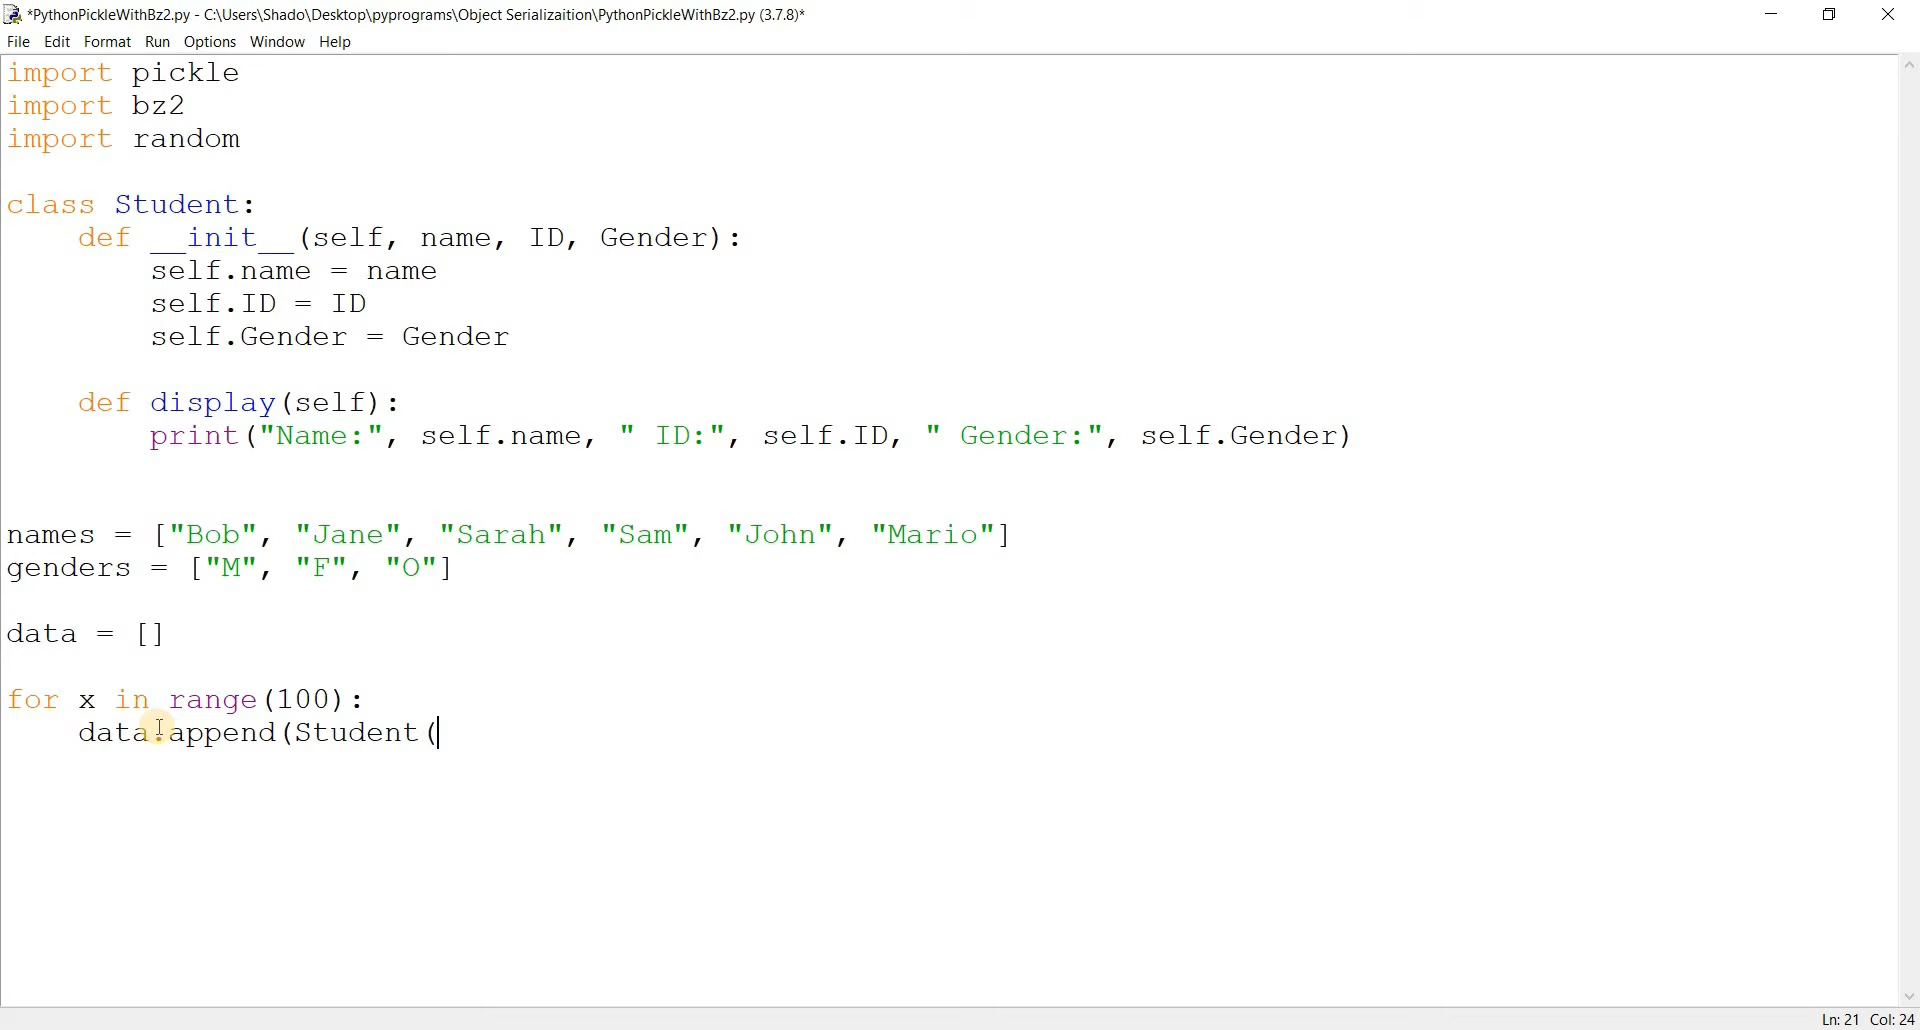 *PythonPickleWithBz2.py - C:\Users\Shado\Desktop\pyprograms\Object Serializaition\PythonPickleWithBz2.py (3.7.8)*
File Edit Format Run Options Window Help
import pickle
import bz2
import random
class Student:
    def __init__(self, name, ID, Gender):
        self.name = name
        self.ID = ID
        self.Gender = Gender
    def display(self):
        print("Name:", self.name, " ID:", self.ID, " Gender:", self.Gender)
names = ["Bob", "Jane", "Sarah", "Sam", "John", "Mario"]
genders = ["M", "F", "O"]
data = []
for x in range(100):
    data.append(Student(
Ln: 21 Col: 24